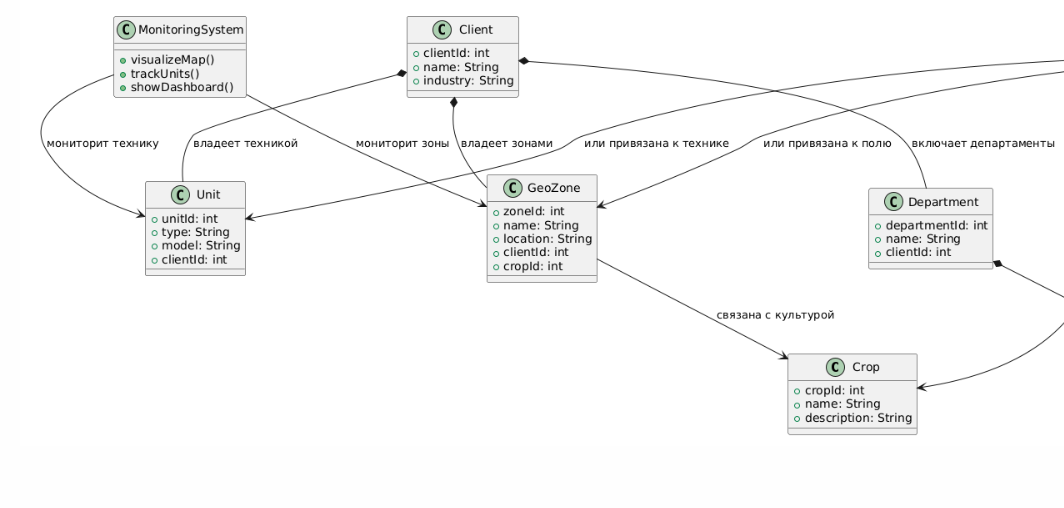 C MonitoringSystem
visualizeMap()
trackUnits()
showDashboard()
C Client
clientId: int
name: String
industry: String
мониторит технику
владеет техникой
мониторит зоны
владеет зонами
или привязана к технике
или привязана к полю
включает департаменты
C Unit
unitId: int
type: String
model: String
clientId: int
C GeoZone
zoneId: int
name: String
location: String
clientId: int
cropId: int
C Department
departmentId: int
name: String
clientId: int
связана с культурой
C Crop
cropId: int
name: String
description: String